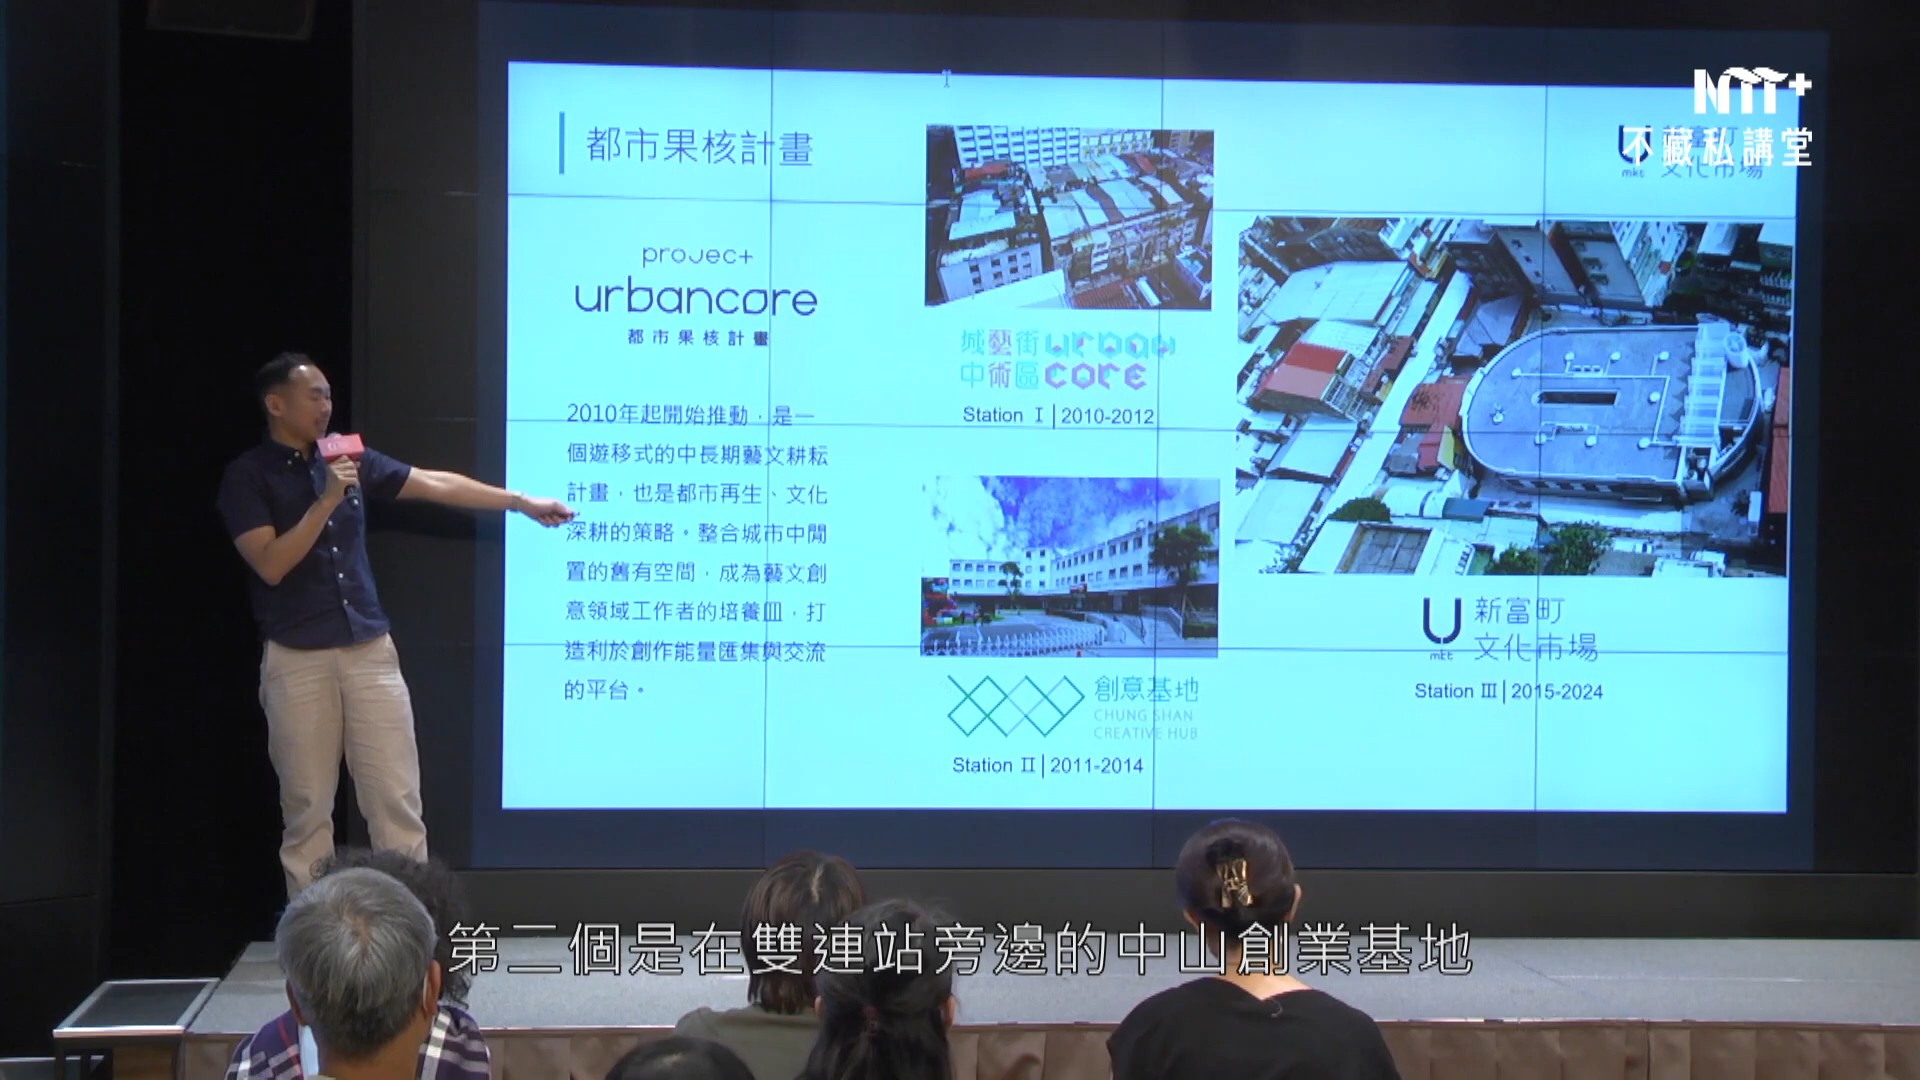 NTT+
不藏私講堂
都市果核計畫
project
urbancore
都市果核計畫
2010年起開始推動，是一
個遊移式的中長期藝文耕耘
計畫，也是都市再生、文化
深耕的策略。整合城市中閒
置的舊有空間，成為藝文創
意領域工作者的培養皿，打
造利於創作能量匯集與交流
的平台。
城藝街 urban
中術區 core
Station I | 2010-2012
創意基地
CHUNG SHAN
CREATIVE HUB
Station II | 2011-2014
U 新富町
mkt 文化市場
Station III | 2015-2024
第二個是在雙連站旁邊的中山創業基地